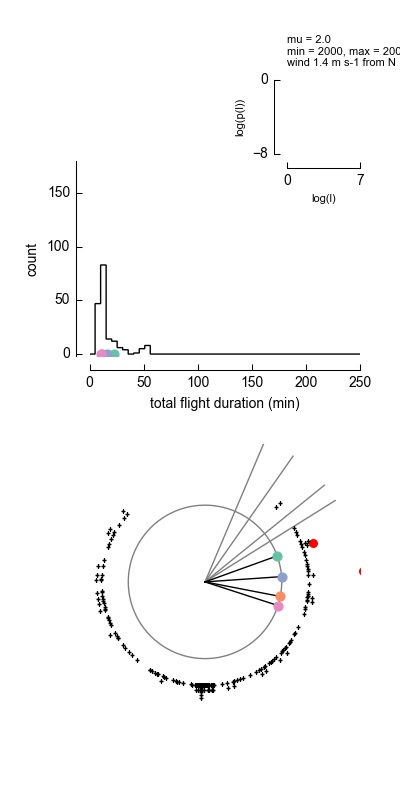 mu = 2.0
min = 2000, max = 200
wind 1.4 m s-1 from N
0
log(p(l))
−8
0 7
log(l)
150
100
50
0
count
0 50 100 150 200 250
total flight duration (min)